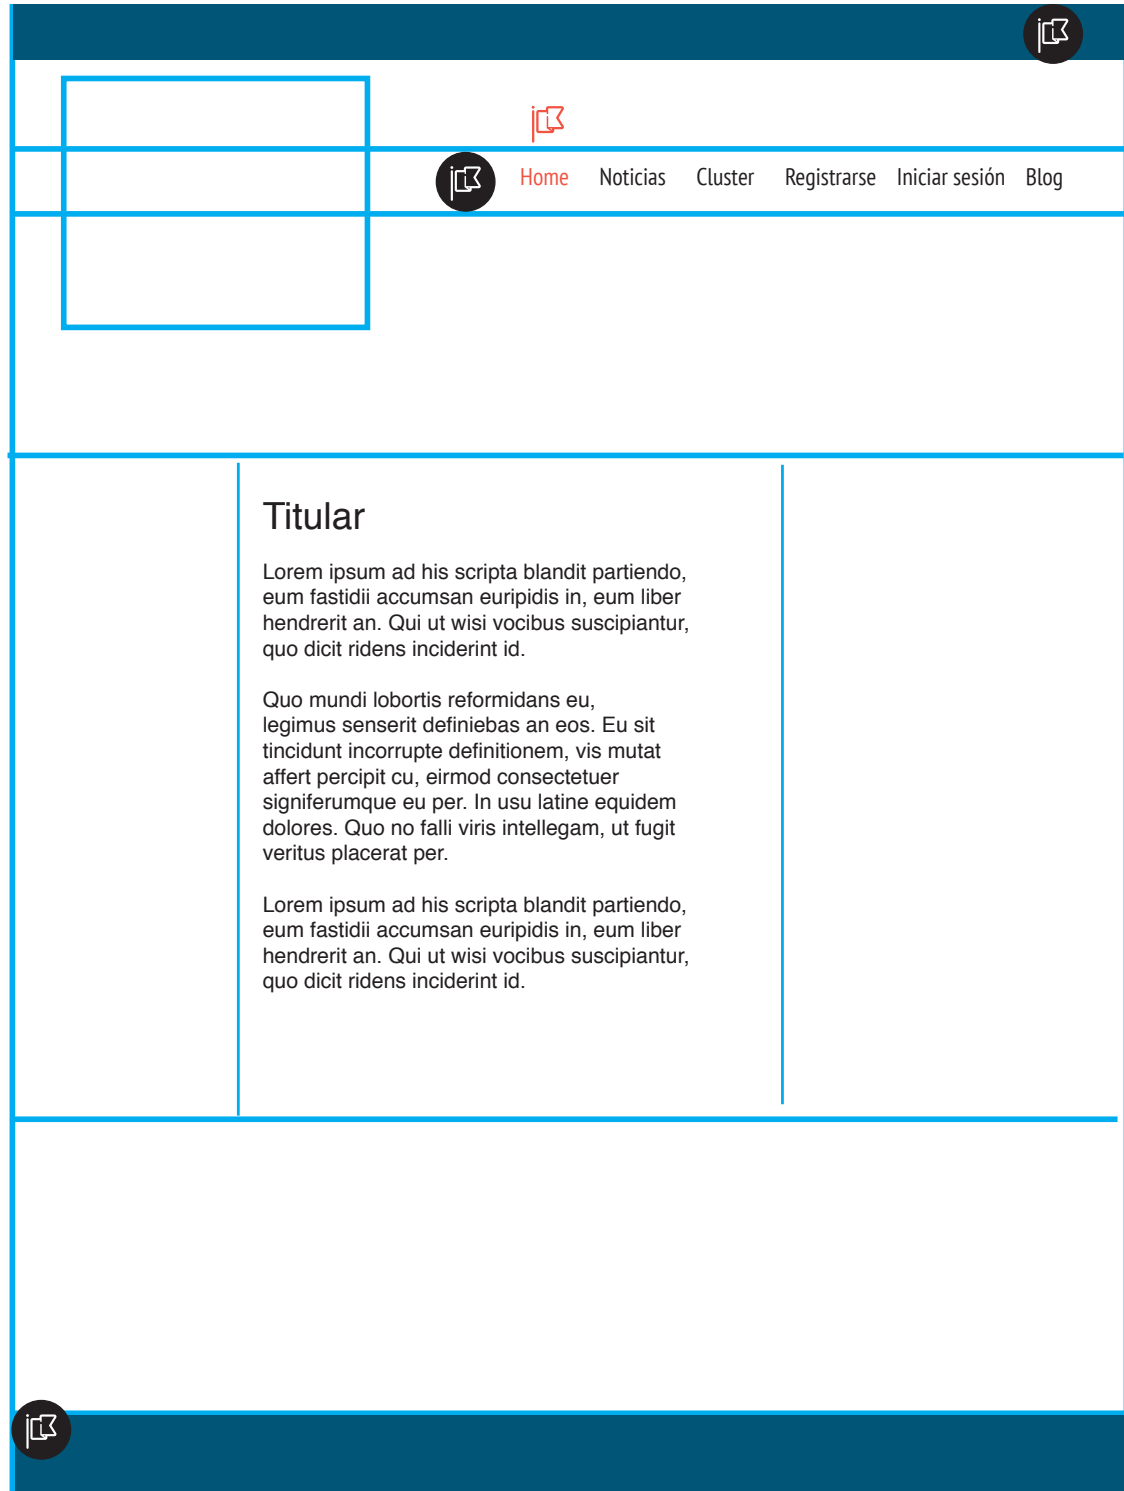 Home Noticias Cluster Registrarse Iniciar sesión Blog
Titular
Lorem ipsum ad his scripta blandit partiendo,
eum fastidii accumsan euripidis in, eum liber
hendrerit an. Qui ut wisi vocibus suscipiantur,
quo dicit ridens inciderint id.
Quo mundi lobortis reformidans eu,
legimus senserit definiebas an eos. Eu sit
tincidunt incorrupte definitionem, vis mutat
affert percipit cu, eirmod consectetuer
signiferumque eu per. In usu latine equidem
dolores. Quo no falli viris intellegam, ut fugit
veritus placerat per.
Lorem ipsum ad his scripta blandit partiendo,
eum fastidii accumsan euripidis in, eum liber
hendrerit an. Qui ut wisi vocibus suscipiantur,
quo dicit ridens inciderint id.